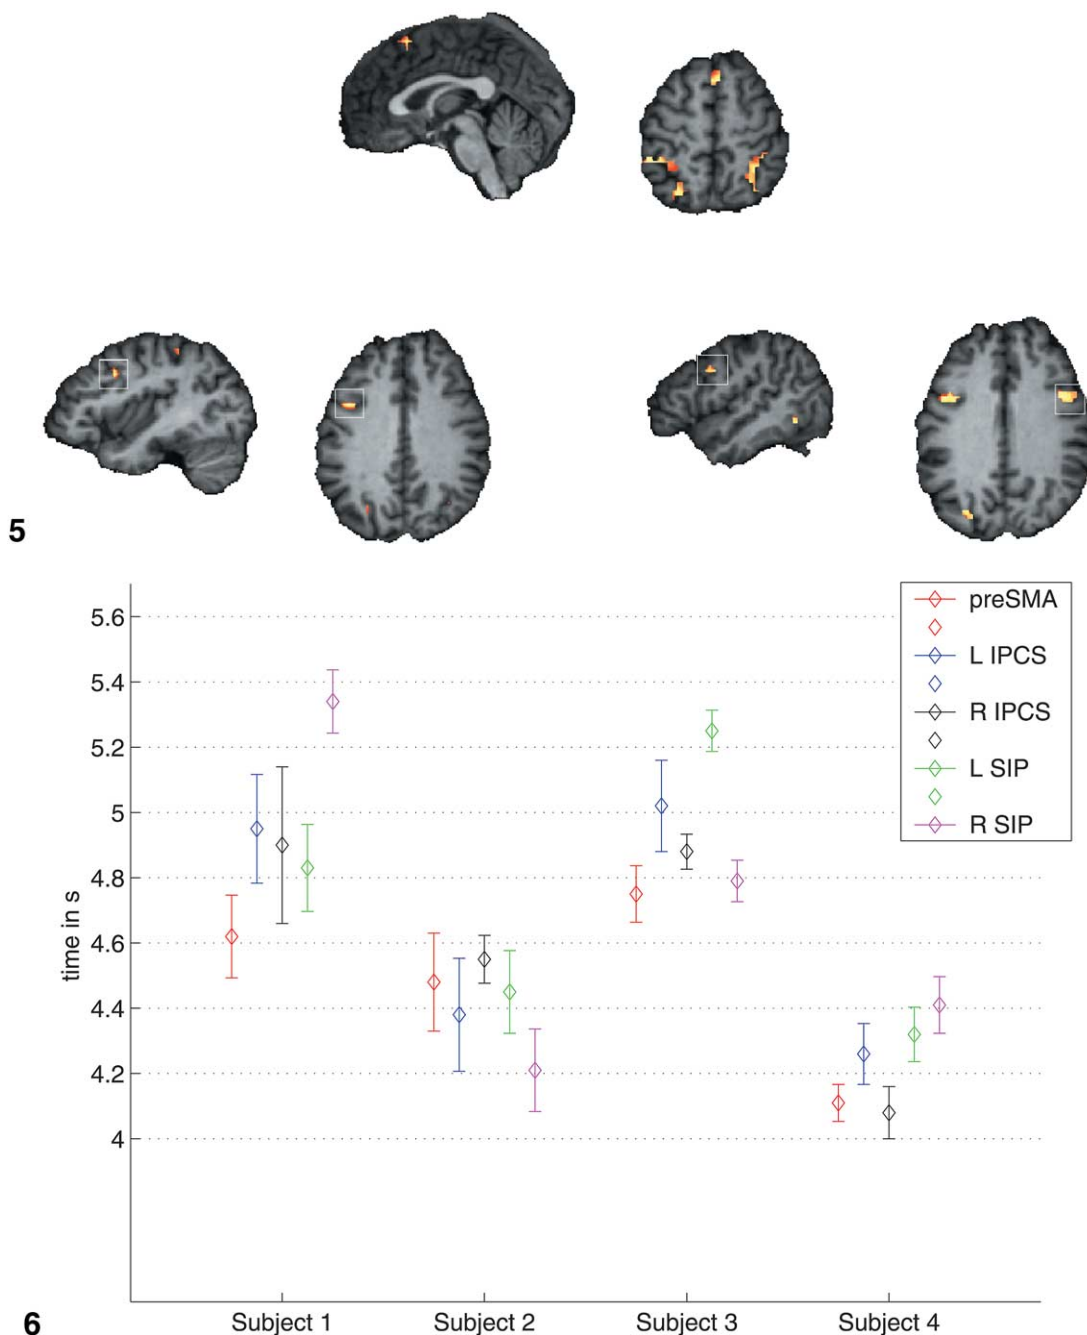 5
5.6
5.4
5.2
5
4.8
4.6
4.4
4.2
4
time in s
preSMA
L IPCS
R IPCS
L SIP
R SIP
Subject 1
Subject 2
Subject 3
Subject 4
6